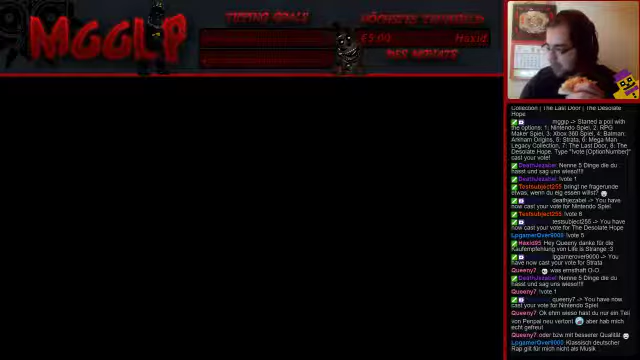 MGGLP
TIPPING GOALS
€5.00
Haxid
DES MONATS
Collection | The Last Door | The Desolate
Hope
mgglp -> Started a poll with
the options: 1: Nintendo Spiel, 2: RPG
Maker Spiel, 3: Xbox 360 Spiel, 4: Batman:
Arkham Origins, 5: Strata, 6: Mega Man
Legacy Collection, 7: The Last Door, 8: The
Desolate Hope. Type "!vote [OptionNumber]"
cast your vote!
DeathJezabel: Nenne 5 Dinge die du
hasst und sag uns wieso!!!!
DeathJezabel: !vote 1
Testsubject255: bringt ne fragerunde
etwas, wenn du eig essen willst?
deathjezabel -> You have
now cast your vote for Nintendo Spiel
Testsubject255: !vote 8
testsubject255 -> You have
now cast your vote for The Desolate Hope
LpgamerOver9000: !vote 5
Haxid95: Hey Queeny danke für die
Kaufempfehlung von Life is Strange :3
lpgamerover9000 -> You
have now cast your vote for Strata
Queeny7: was ernsthaft O-O
DeathJezabel: Nenne 5 Dinge die du
hasst und sag uns wieso!!!!
Queeny7: !vote 1
queeny7 -> You have now
cast your vote for Nintendo Spiel
Queeny7: Ok ehm wieso hast du nur ein Teil
von Penpal neu vertont aber hab mich
echt gefreut
Queeny7: oder bzw mit besserer Qualität
LpgamerOver9000: Klassisch deutscher
Rap gilt für mich nicht als Musik